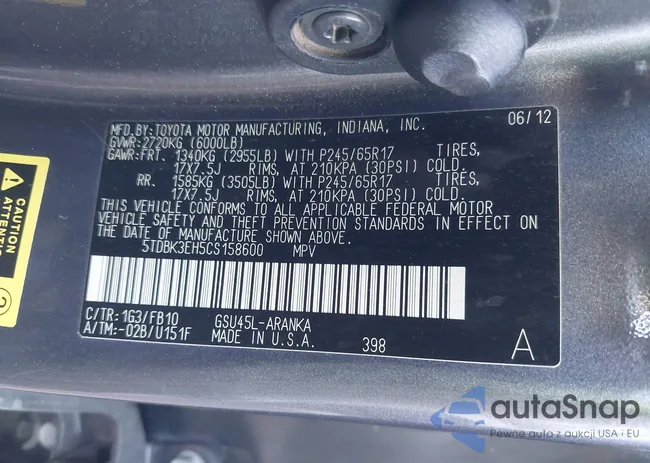 MFD.BY:TOYOTA MOTOR MANUFACTURING, INDIANA, INC. 06/12
GVWR:2720KG (6000LB)
GAWR:FRT. 1340KG (2955LB) WITH P245/65R17 TIRES,
17X7.5J RIMS, AT 210KPA (30PSI) COLD.
RR. 1585KG (3505LB) WITH P245/65R17 TIRES,
17X7.5J RIMS, AT 210KPA (30PSI) COLD.
THIS VEHICLE CONFORMS TO ALL APPLICABLE FEDERAL MOTOR
VEHICLE SAFETY AND THEFT PREVENTION STANDARDS IN EFFECT ON
THE DATE OF MANUFACTURE SHOWN ABOVE.
5TDBK3EH5CS158600 MPV
C/TR:1G3/FB10 GSU45L-ARANKA
A/TM:-02B/U151F MADE IN U.S.A. 398 A
CAUTION
ATTENTION
2
autaSnap
Pewne auta z aukcji USA i EU